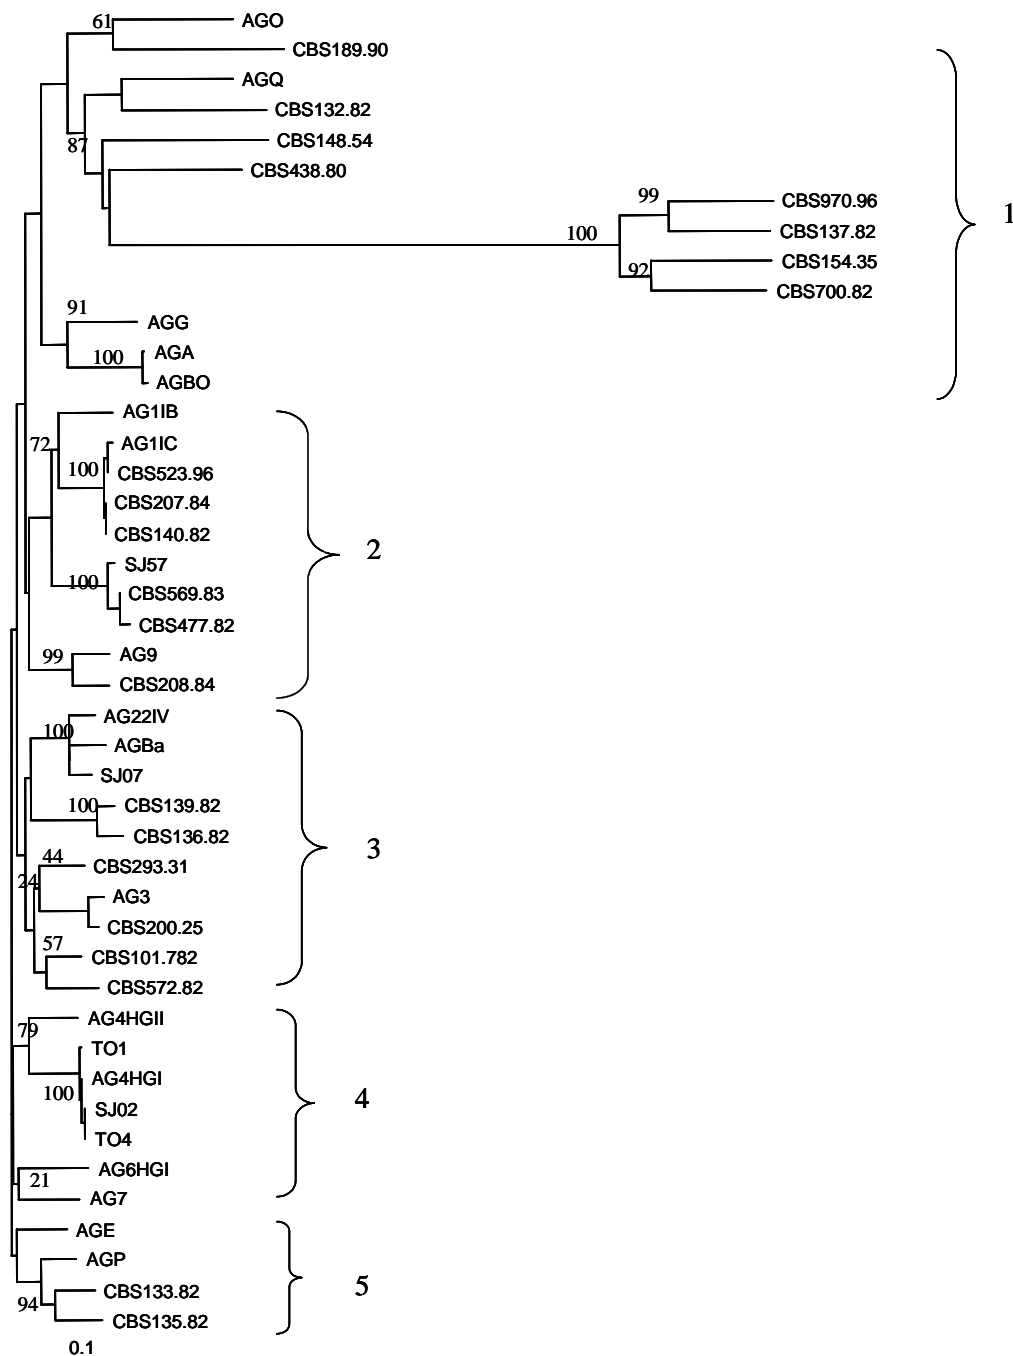 61
AGO
CBS189.90
AGQ
CBS132.82
87
CBS148.54
CBS438.80
99
CBS970.96
1
100
CBS137.82
92
CBS154.35
CBS700.82
91
AGG
100
AGA
AGBO
AG1IB
72
AG1IC
100
CBS523.96
CBS207.84
CBS140.82
2
SJ57
100
CBS569.83
CBS477.82
99
AG9
CBS208.84
AG22IV
100
AGBa
SJ07
100
CBS139.82
CBS136.82
3
44
CBS293.31
24
AG3
CBS200.25
57
CBS101.782
CBS572.82
AG4HGII
79
TO1
AG4HGI
100
SJ02
4
TO4
AG6HGI
21
AG7
AGE
AGP
5
CBS133.82
94
CBS135.82
0.1